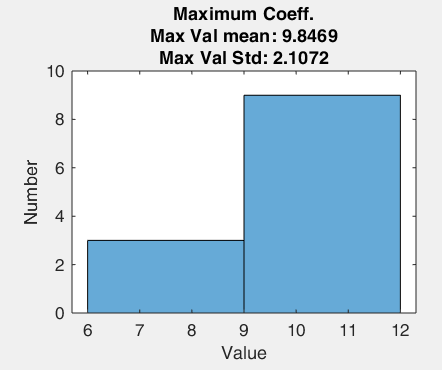 Maximum Coeff.
Max Val mean: 9.8469
Max Val Std: 2.1072
10
8
6
4
2
0
Number
6 7 8 9 10 11 12
Value